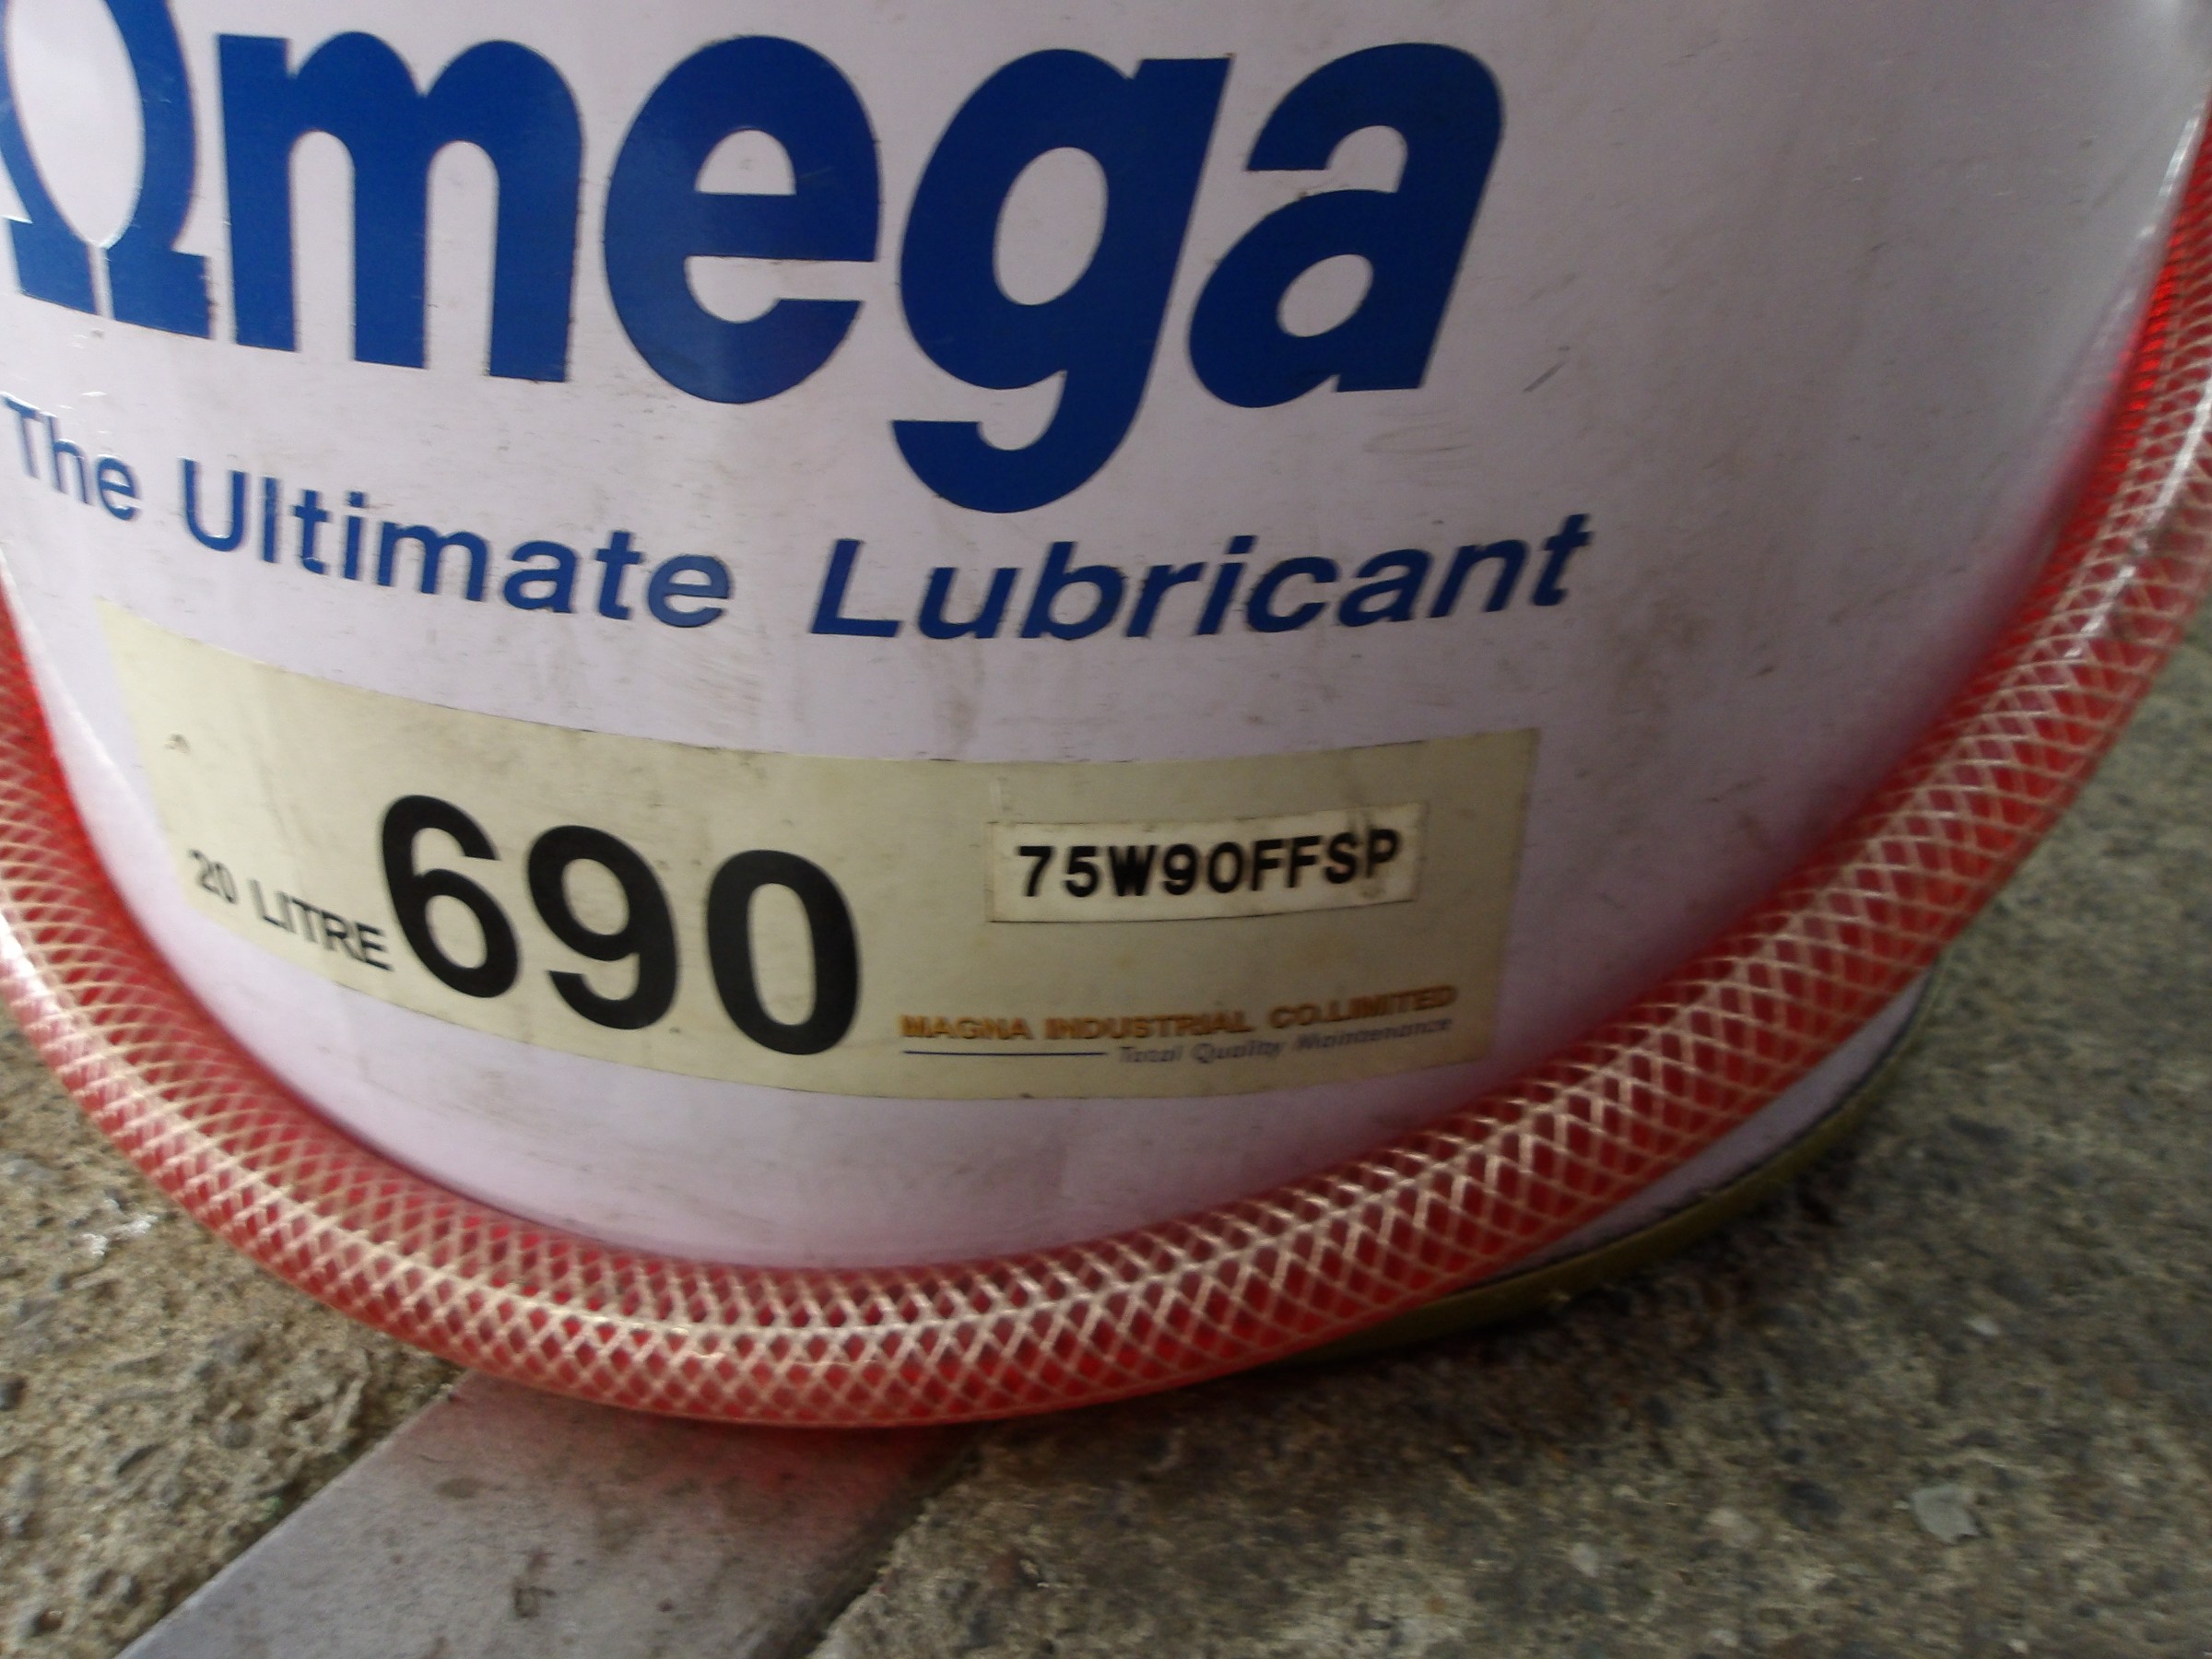 Ωmega
The Ultimate Lubricant
20 LITRE 690 75W90FFSP
MAGNA INDUSTRIAL CO.LIMITED
Total Quality Maintenance